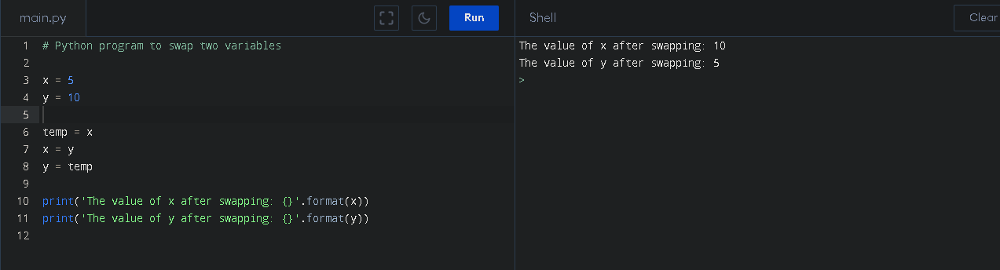 main.py
Run
1 # Python program to swap two variables
2
3 x = 5
4 y = 10
5
6 temp = x
7 x = y
8 y = temp
9
10 print('The value of x after swapping: {}'.format(x))
11 print('The value of y after swapping: {}'.format(y))
12
Shell
Clear
The value of x after swapping: 10
The value of y after swapping: 5
>